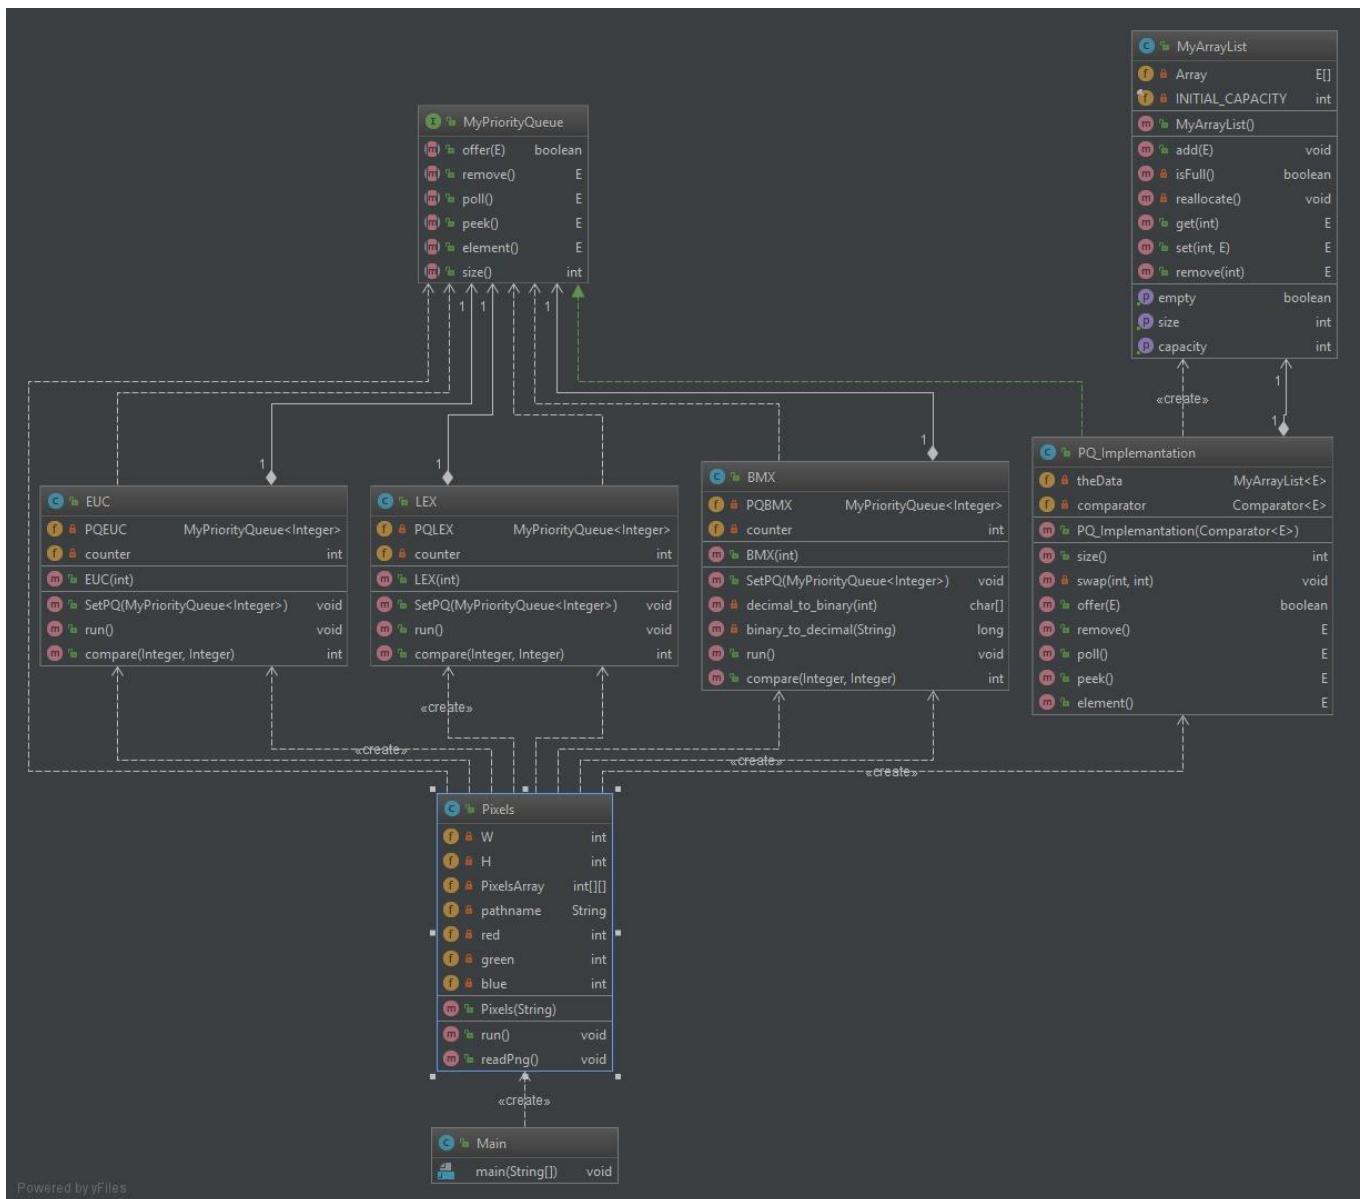 MyArrayList
Array E[]
INITIAL_CAPACITY int
MyArrayList()
add(E) void
isFull() boolean
reallocate() void
get(int) E
set(int, E) E
remove(int) E
empty boolean
size int
capacity int
MyPriorityQueue
offer(E) boolean
remove() E
poll() E
peek() E
element() E
size() int
1 1 1
1
«create»
1
1 1 1
EUC
PQEUC MyPriorityQueue<Integer>
counter int
EUC(int)
SetPQ(MyPriorityQueue<Integer>) void
run() void
compare(Integer, Integer) int
LEX
PQLEX MyPriorityQueue<Integer>
counter int
LEX(int)
SetPQ(MyPriorityQueue<Integer>) void
run() void
compare(Integer, Integer) int
BMX
PQBMX MyPriorityQueue<Integer>
counter int
BMX(int)
SetPQ(MyPriorityQueue<Integer>) void
decimal_to_binary(int) char[]
binary_to_decimal(String) long
run() void
compare(Integer, Integer) int
PQ_Implemantation
theData MyArrayList<E>
comparator Comparator<E>
PQ_Implemantation(Comparator<E>)
size() int
swap(int, int) void
offer(E) boolean
remove() E
poll() E
peek() E
element() E
«create»
«create»
«create»
«create»
Pixels
W int
H int
PixelsArray int[][]
pathname String
red int
green int
blue int
Pixels(String)
run() void
readPng() void
«create»
Main
main(String[]) void
Powered by yFiles